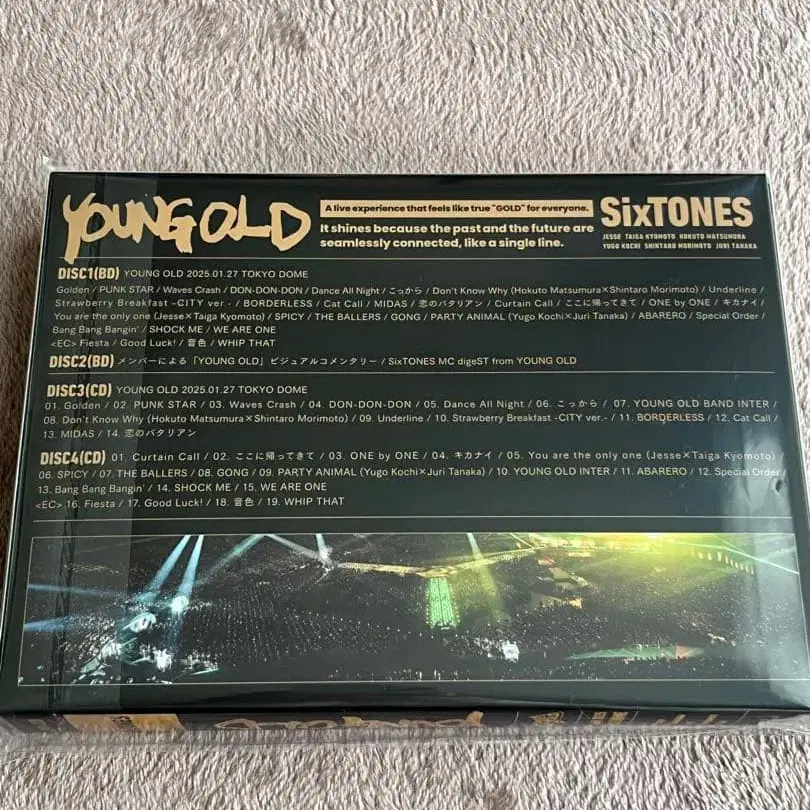 YOUNG OLD
A live experience that feels like true "GOLD" for everyone.
It shines because the past and the future are
seamlessly connected, like a single line.
SixTONES
JESSE TAIGA KYOMOTO HOKUTO MATSUMURA
YUGO KOCHI SHINTARO MORIMOTO JURI TANAKA
DISC1(BD) YOUNG OLD 2025.01.27 TOKYO DOME
Golden / PUNK STAR / Waves Crash / DON-DON-DON / Dance All Night / こっから / Don't Know Why (Hokuto Matsumura×Shintaro Morimoto) / Underline /
Strawberry Breakfast -CITY ver.- / BORDERLESS / Cat Call / MIDAS / 恋のバタリアン / Curtain Call / ここに帰ってきて / ONE by ONE / キカナイ /
You are the only one (Jesse×Taiga Kyomoto) / SPICY / THE BALLERS / GONG / PARTY ANIMAL (Yugo Kochi×Juri Tanaka) / ABARERO / Special Order /
Bang Bang Bangin' / SHOCK ME / WE ARE ONE
<EC> Fiesta / Good Luck! / 音色 / WHIP THAT
DISC2(BD) メンバーによる「YOUNG OLD」ビジュアルコメンタリー / SixTONES MC digeST from YOUNG OLD
DISC3(CD) YOUNG OLD 2025.01.27 TOKYO DOME
01. Golden / 02. PUNK STAR / 03. Waves Crash / 04. DON-DON-DON / 05. Dance All Night / 06. こっから / 07. YOUNG OLD BAND INTER /
08. Don't Know Why (Hokuto Matsumura×Shintaro Morimoto) / 09. Underline / 10. Strawberry Breakfast -CITY ver.- / 11. BORDERLESS / 12. Cat Call /
13. MIDAS / 14. 恋のバタリアン
DISC4(CD) 01. Curtain Call / 02. ここに帰ってきて / 03. ONE by ONE / 04. キカナイ / 05. You are the only one (Jesse×Taiga Kyomoto)
06. SPICY / 07. THE BALLERS / 08. GONG / 09. PARTY ANIMAL (Yugo Kochi×Juri Tanaka) / 10. YOUNG OLD INTER / 11. ABARERO / 12. Special Order /
13. Bang Bang Bangin' / 14. SHOCK ME / 15. WE ARE ONE
<EC> 16. Fiesta / 17. Good Luck! / 18. 音色 / 19. WHIP THAT